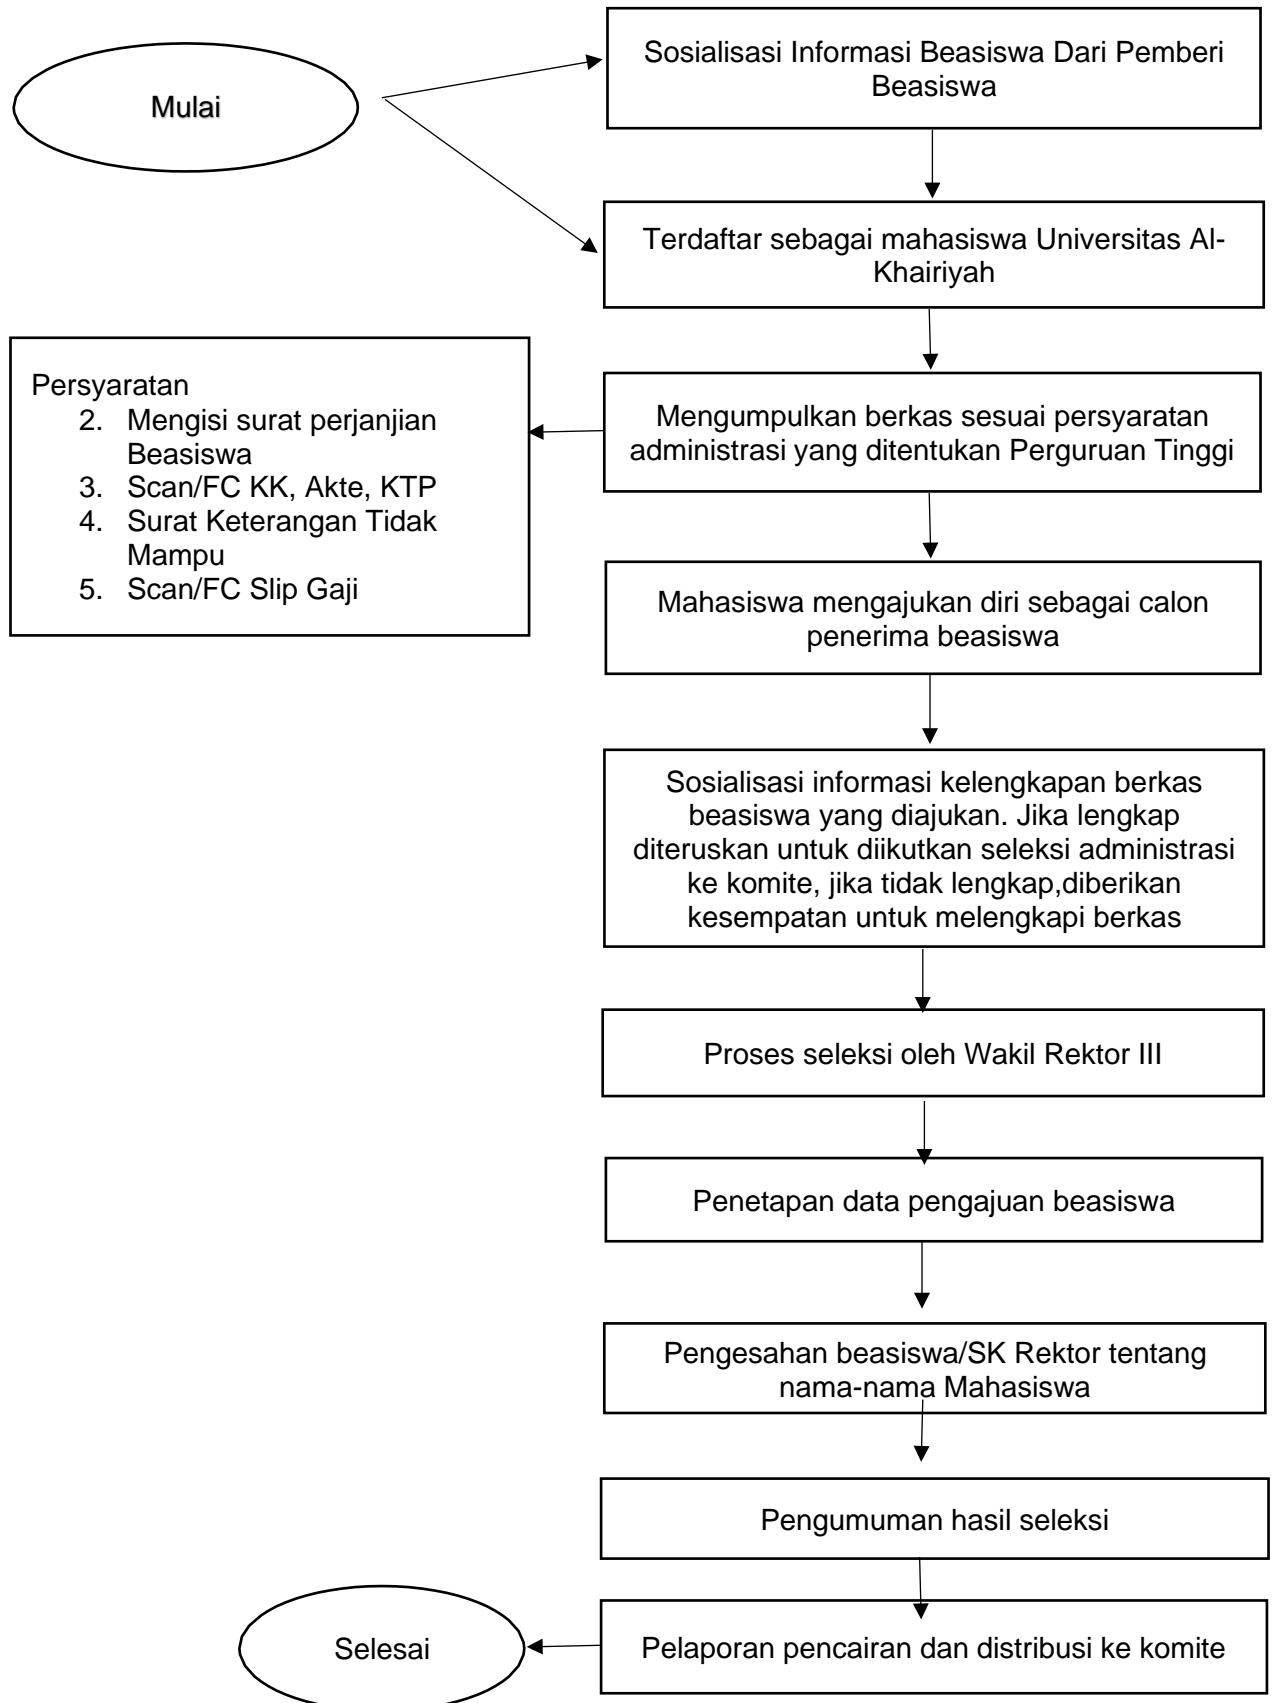 Mulai
Sosialisasi Informasi Beasiswa Dari Pemberi
Beasiswa
Terdaftar sebagai mahasiswa Universitas Al-
Khairiyah
Persyaratan
2. Mengisi surat perjanjian
Beasiswa
3. Scan/FC KK, Akte, KTP
4. Surat Keterangan Tidak
Mampu
5. Scan/FC Slip Gaji
Mengumpulkan berkas sesuai persyaratan
administrasi yang ditentukan Perguruan Tinggi
Mahasiswa mengajukan diri sebagai calon
penerima beasiswa
Sosialisasi informasi kelengkapan berkas
beasiswa yang diajukan. Jika lengkap
diteruskan untuk diikutkan seleksi administrasi
ke komite, jika tidak lengkap,diberikan
kesempatan untuk melengkapi berkas
Proses seleksi oleh Wakil Rektor III
Penetapan data pengajuan beasiswa
Pengesahan beasiswa/SK Rektor tentang
nama-nama Mahasiswa
Pengumuman hasil seleksi
Pelaporan pencairan dan distribusi ke komite
Selesai